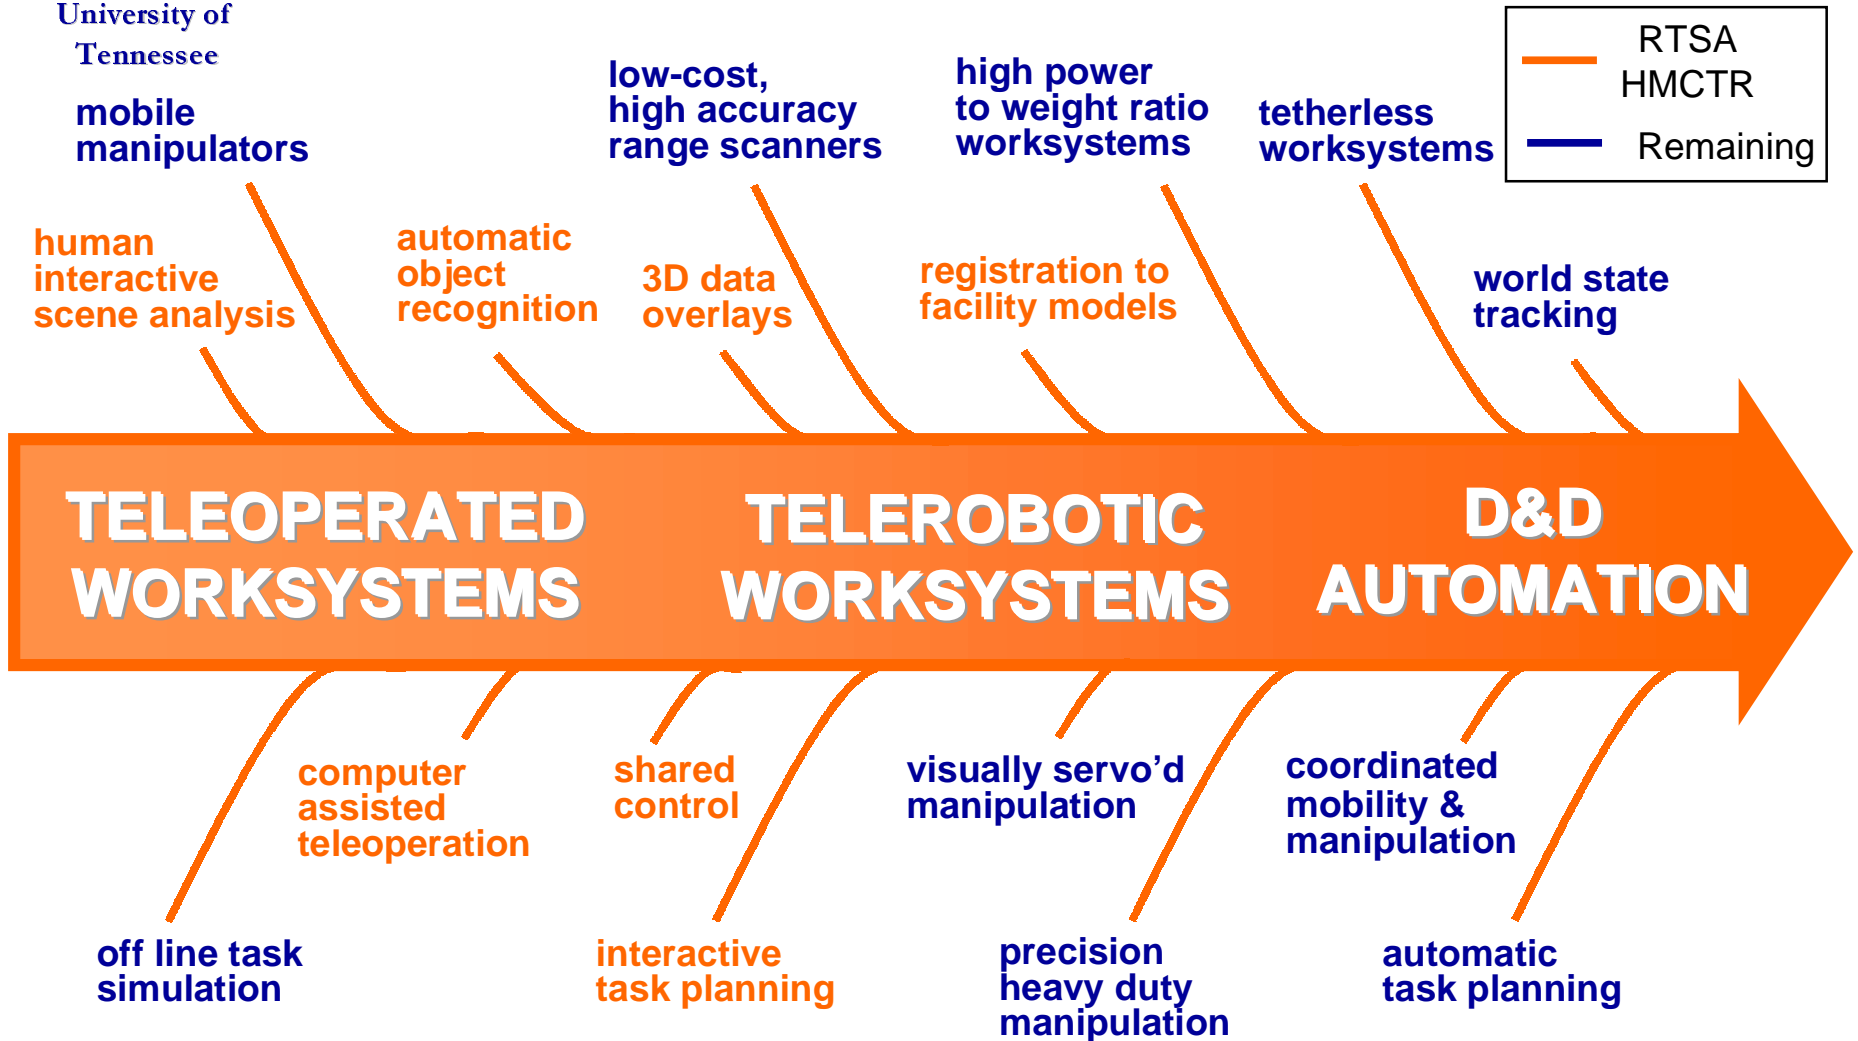 University of
Tennessee
mobile
manipulators
low-cost,
high accuracy
range scanners
high power
to weight ratio
worksystems
tetherless
worksystems
RTSA
HMCTR
Remaining
human
interactive
scene analysis
automatic
object
recognition
3D data
overlays
registration to
facility models
world state
tracking
TELEOPERATED
WORKSYSTEMS
TELEROBOTIC
WORKSYSTEMS
D&D
AUTOMATION
computer
assisted
teleoperation
shared
control
visually servo’d
manipulation
coordinated
mobility &
manipulation
off line task
simulation
interactive
task planning
precision
heavy duty
manipulation
automatic
task planning